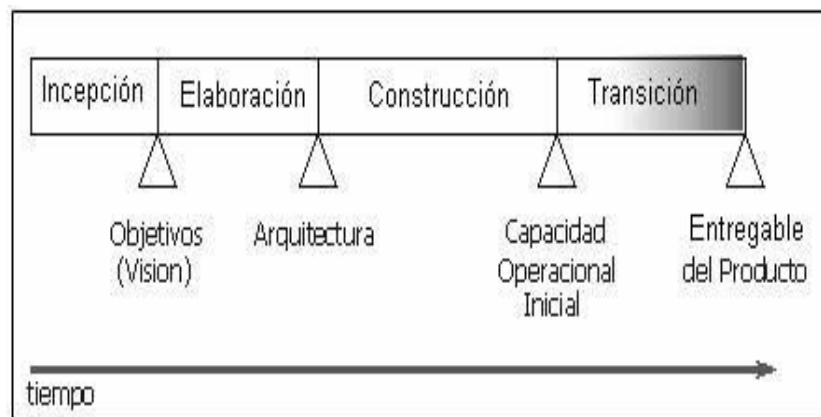 Incepción
Elaboración
Construcción
Transición
Objetivos
(Vision)
Arquitectura
Capacidad
Operacional
Inicial
Entregable
del Producto
tiempo